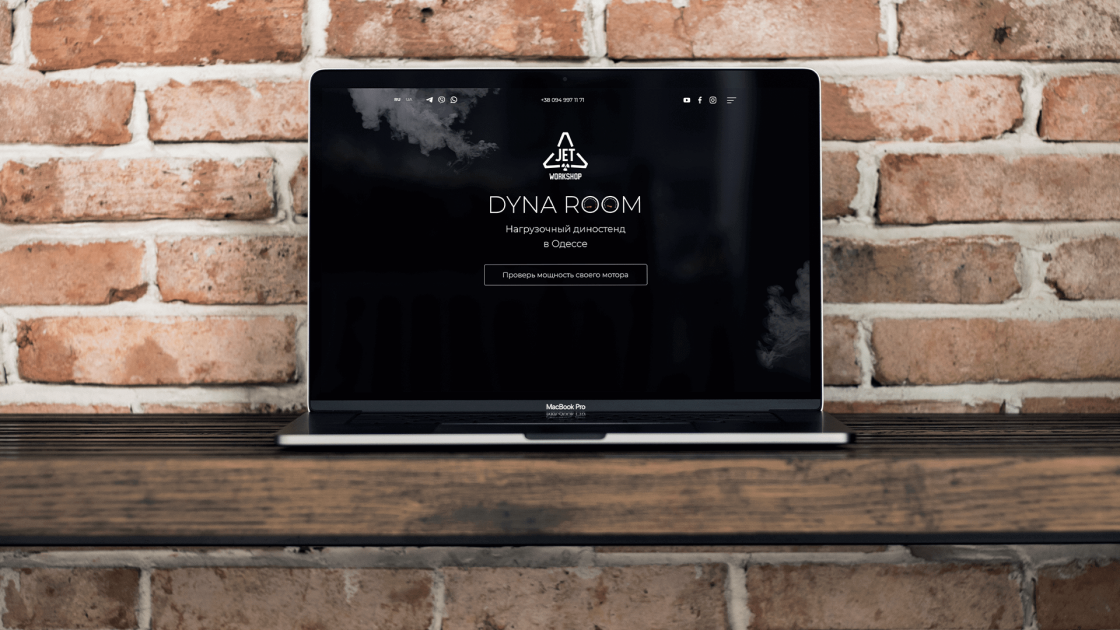 RU
+38 094 997 11 71
JET
WORKSHOP
DYNA ROOM
Нагрузочный диностенд
в Одессе
Проверь мощность своего мотора
MacBook Pro